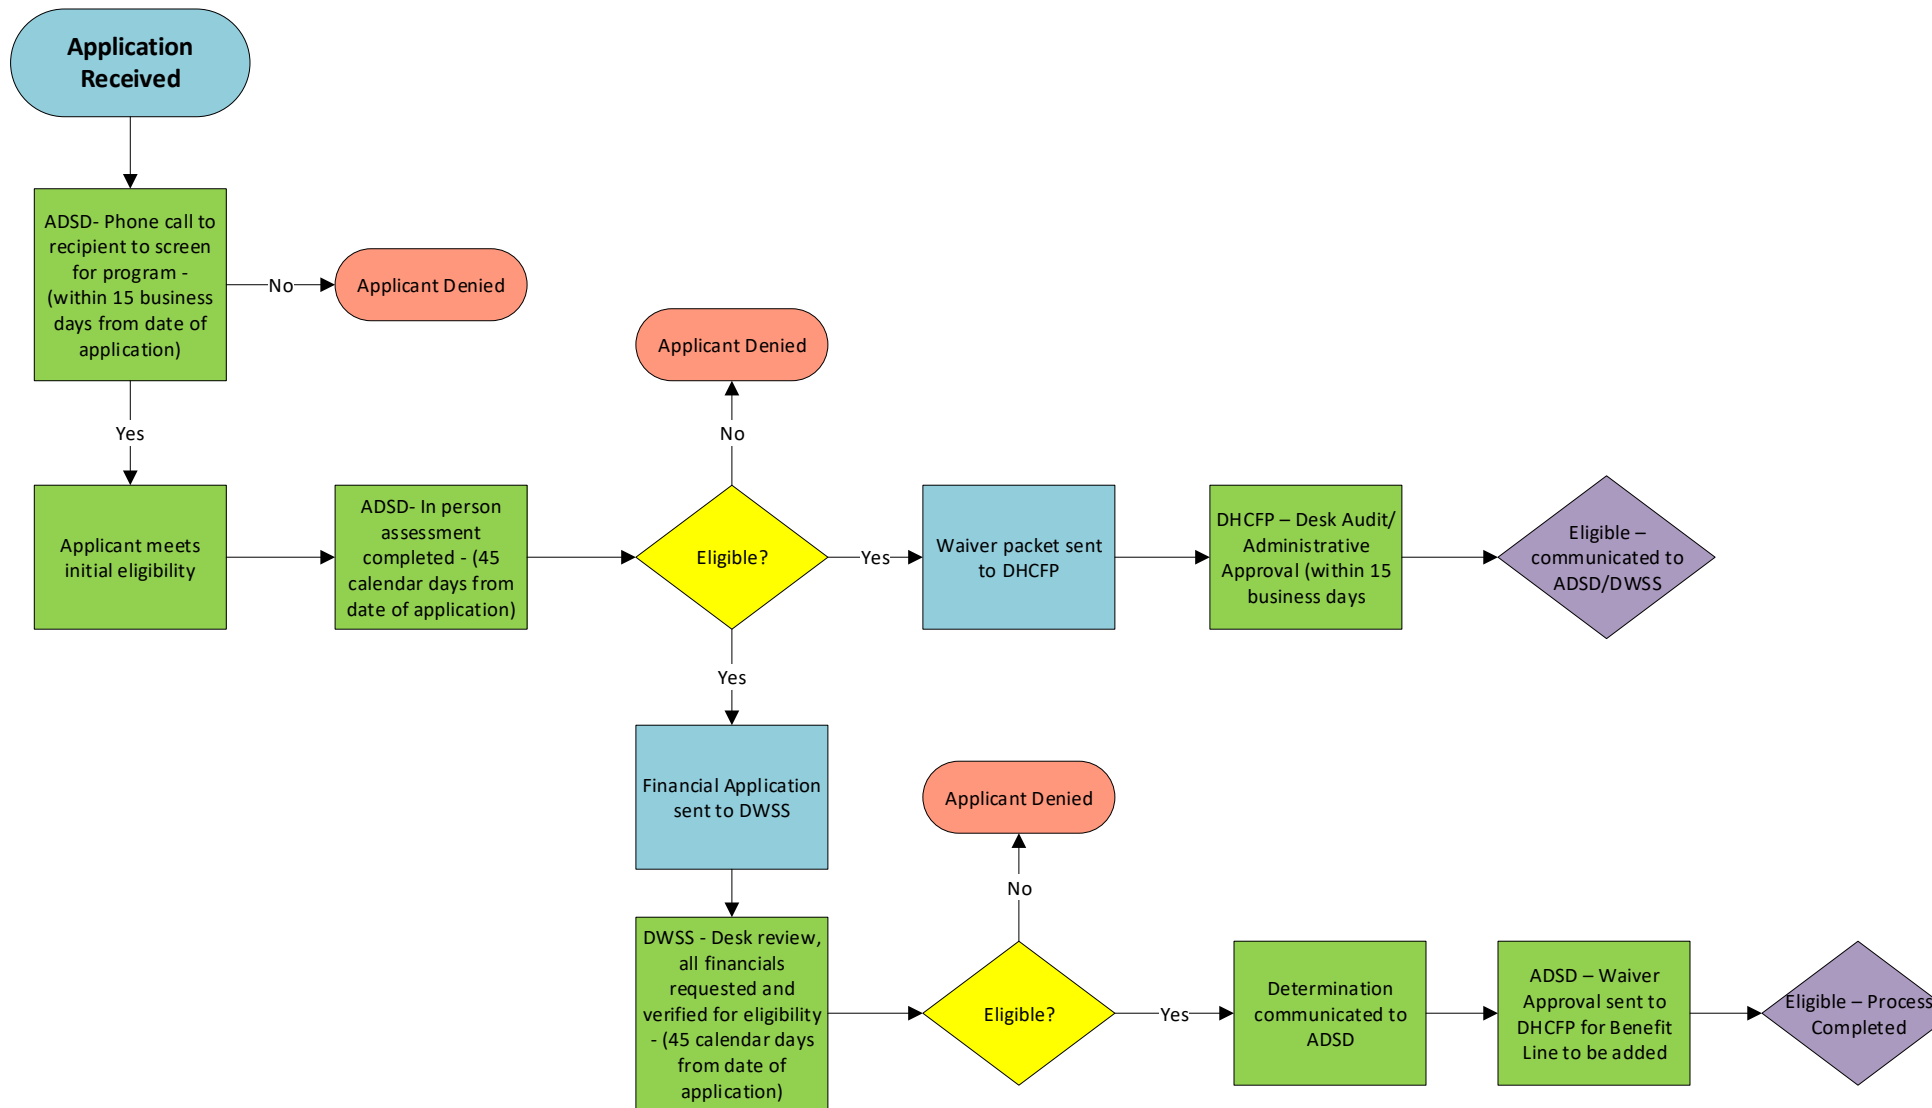 Application
Received
ADSD- Phone call to
recipient to screen
for program -
(within 15 business
days from date of
application)
No
Applicant Denied
Yes
Applicant meets
initial eligibility
ADSD- In person
assessment
completed - (45
calendar days from
date of application)
Eligible?
No
Applicant Denied
Yes
Waiver packet sent
to DHCFP
DHCFP – Desk Audit/
Administrative
Approval (within 15
business days
Eligible –
communicated to
ADSD/DWSS
Yes
Financial Application
sent to DWSS
DWSS - Desk review,
all financials
requested and
verified for eligibility
- (45 calendar days
from date of
application)
Eligible?
No
Applicant Denied
Yes
Determination
communicated to
ADSD
ADSD – Waiver
Approval sent to
DHCFP for Benefit
Line to be added
Eligible – Process
Completed